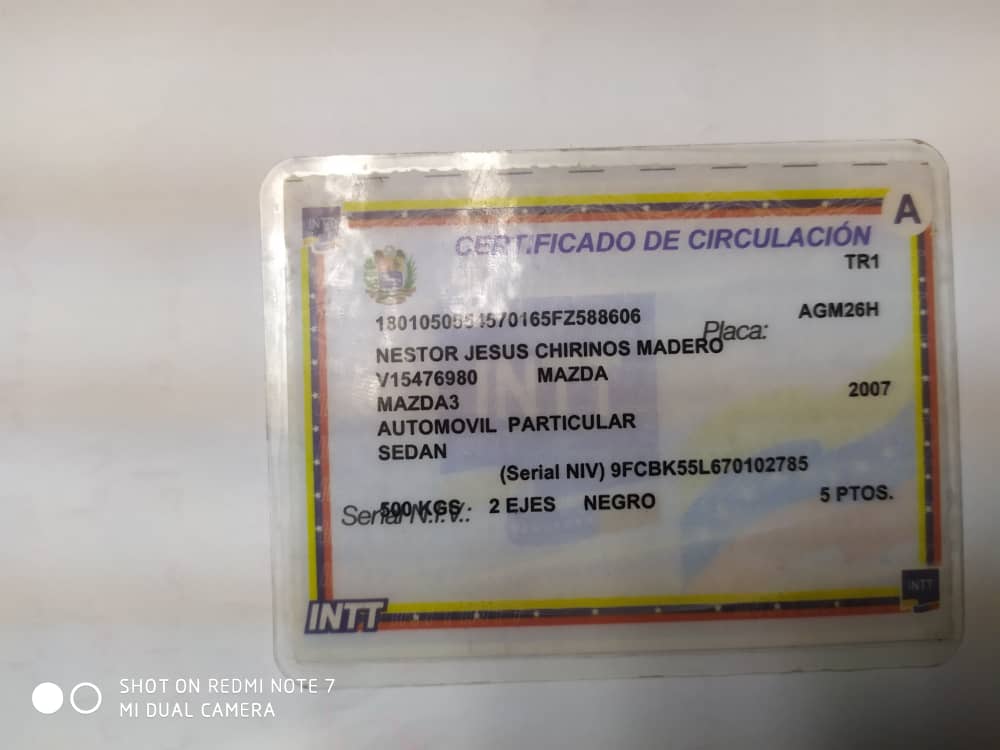 A
INTT
CERTIFICADO DE CIRCULACIÓN
TR1
AGM26H
Placa:
NESTOR JESUS CHIRINOS MADERO
V15476980 MAZDA
MAZDA3 2007
AUTOMOVIL PARTICULAR
SEDAN
(Serial NIV) 9FCBK55L670102785
Serial N.I.V.:
500 KGS 2 EJES NEGRO 5 PTOS.
INTT
INTT
SHOT ON REDMI NOTE 7
MI DUAL CAMERA